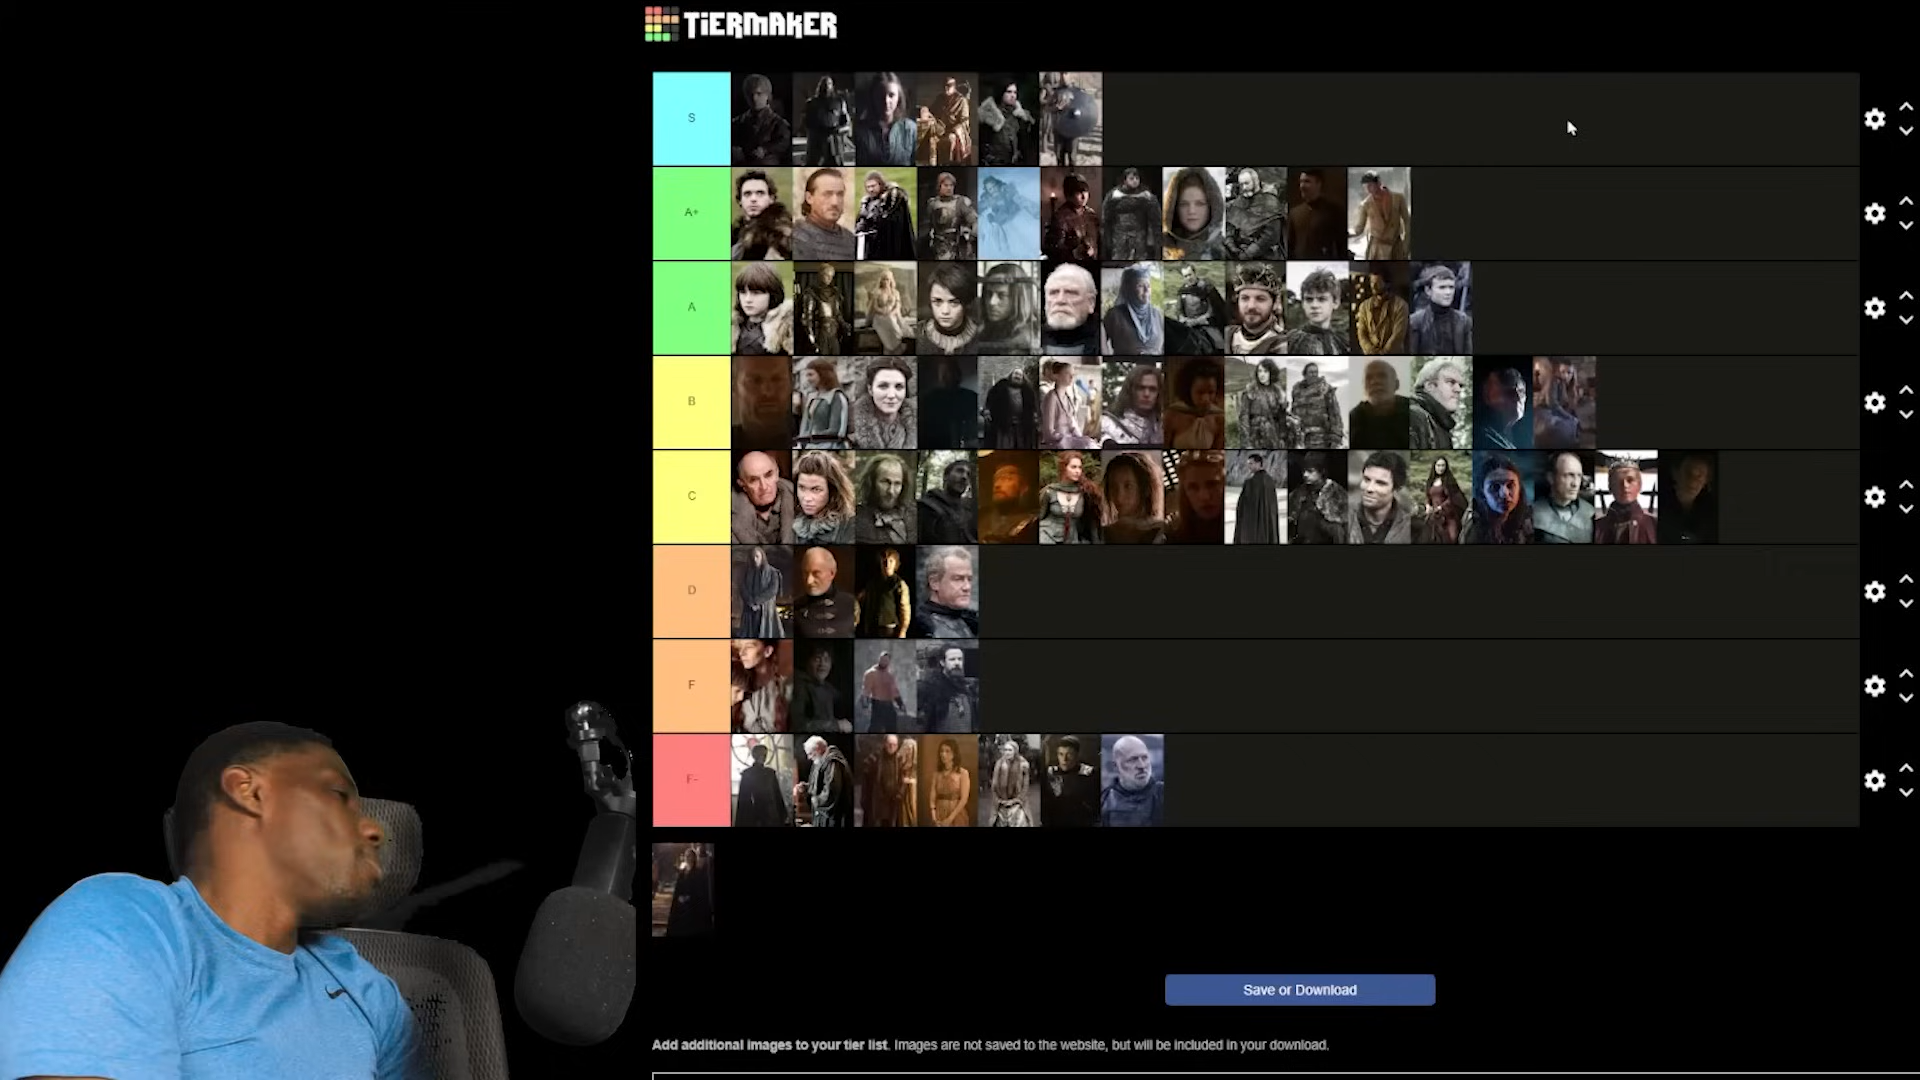 TIERMAKER
S
A+
A
B
C
D
F
F-
Save or Download
Add additional images to your tier list. Images are not saved to the website, but will be included in your download.